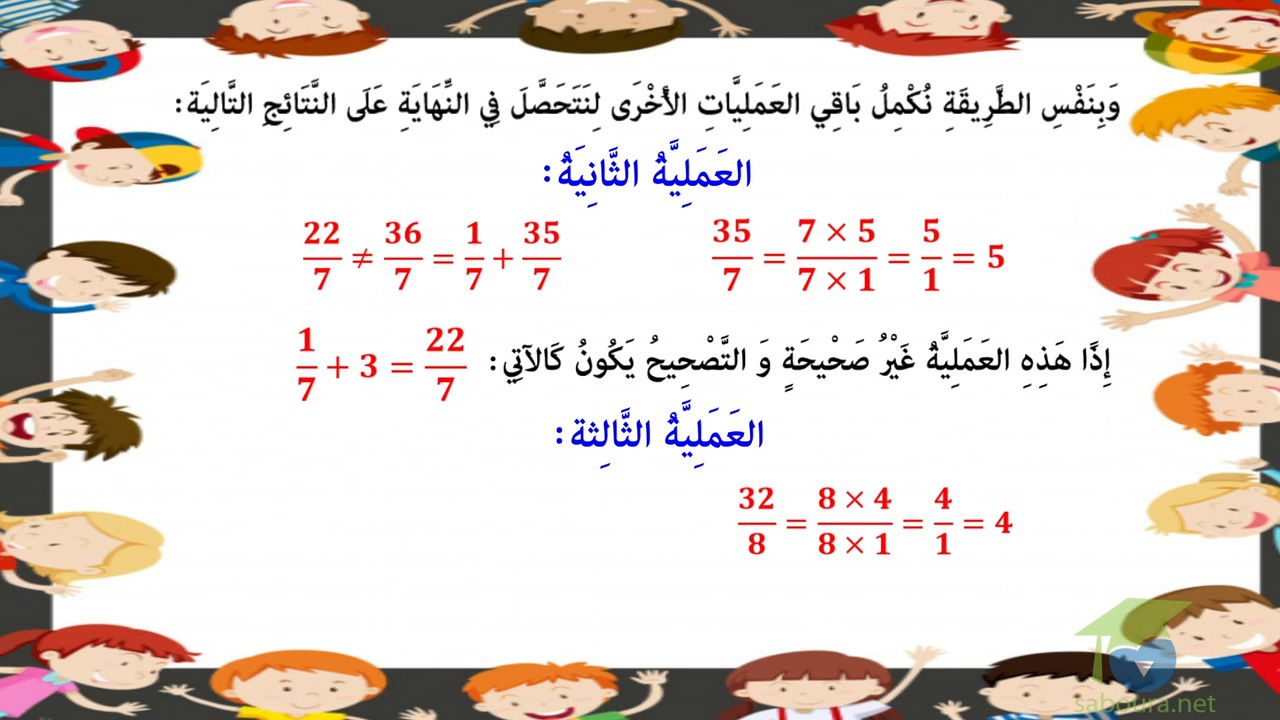 وَبِنَفْسِ الطَّرِيقَةِ نُكْمِلُ بَاقِي العَمَلِيَّاتِ الأُخْرَى لِنَتَحَصَّلَ فِي النِّهَايَةِ عَلَى النَّتَائِجِ التَّالِيَة:
العَمَلِيَّةُ الثَّانِيَةُ:
35/7 = (7 × 5)/(7 × 1) = 5/1 = 5
22/7 ≠ 36/7 = 1/7 + 35/7
إِذًا هَذِهِ العَمَلِيَّةُ غَيْرُ صَحْيْحَةٍ وَ التَّصْحِيحُ يَكُونُ كَالآتِي: 1/7 + 3 = 22/7
العَمَلِيَّةُ الثَّالِثة:
32/8 = (8 × 4)/(8 × 1) = 4/1 = 4
saboura.net